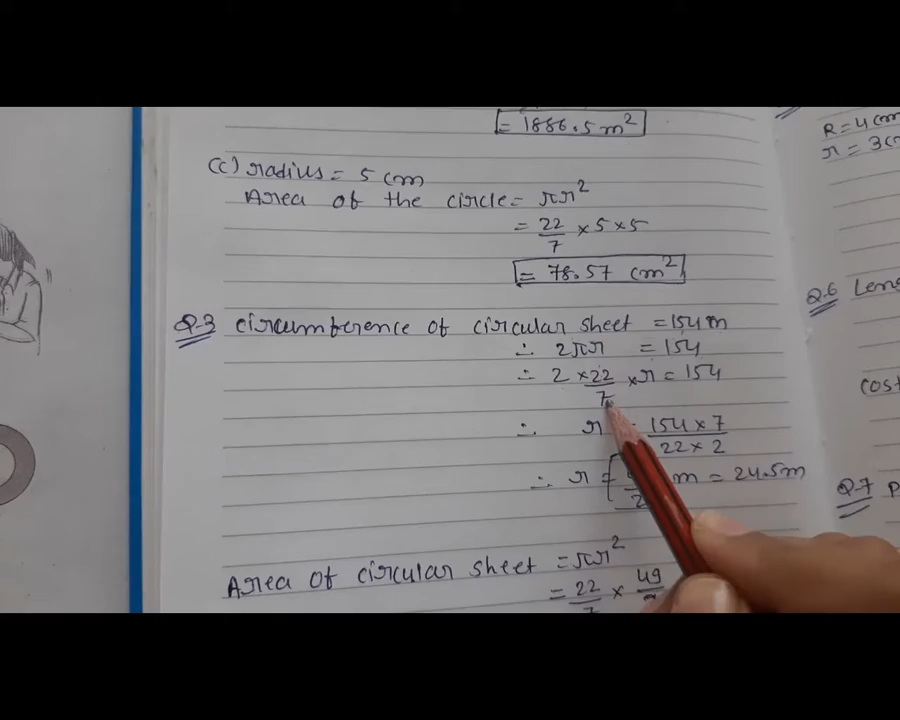 = 1886.5 m²
(c) radius = 5 cm
Area of the circle = πr²
= 22/7 × 5 × 5
= 78.57 cm²
Q.3 circumference of circular sheet = 154 m
∴ 2πr = 154
∴ 2 × 22/7 × r = 154
∴ r = 154 × 7 / 22 × 2
∴ r = m = 24.5m
Area of circular sheet = πr²
= 22/7 × 49
R = 4 cm
r = 3
Q.6
cost
Q.7